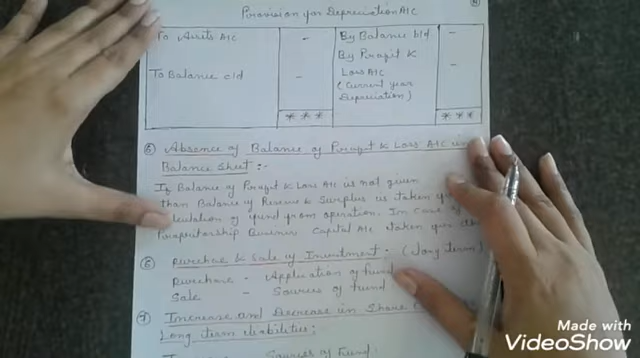 Provision for Depreciation A/C
To Assets A/C - By Balance b/d -
By Profit &
To Balance c/d - Loss A/C -
(Current year
Depreciation)
*** ***
⑤ Absence of Balance of Profit & Loss A/C in
Balance Sheet :-
If Balance of Profit & Loss A/C is not given
than Balance of Reserve & Surplus is taken
of fund from operation. In case of
Proprietorship Business Capital A/C taken
⑥ Purchase & Sale of Investment : (long term)
Purchase - Application of fund
Sale - Sources of fund
⑦ Increase and Decrease in Share
Long term liabilities :
Sources of fund.
Made with
VideoShow